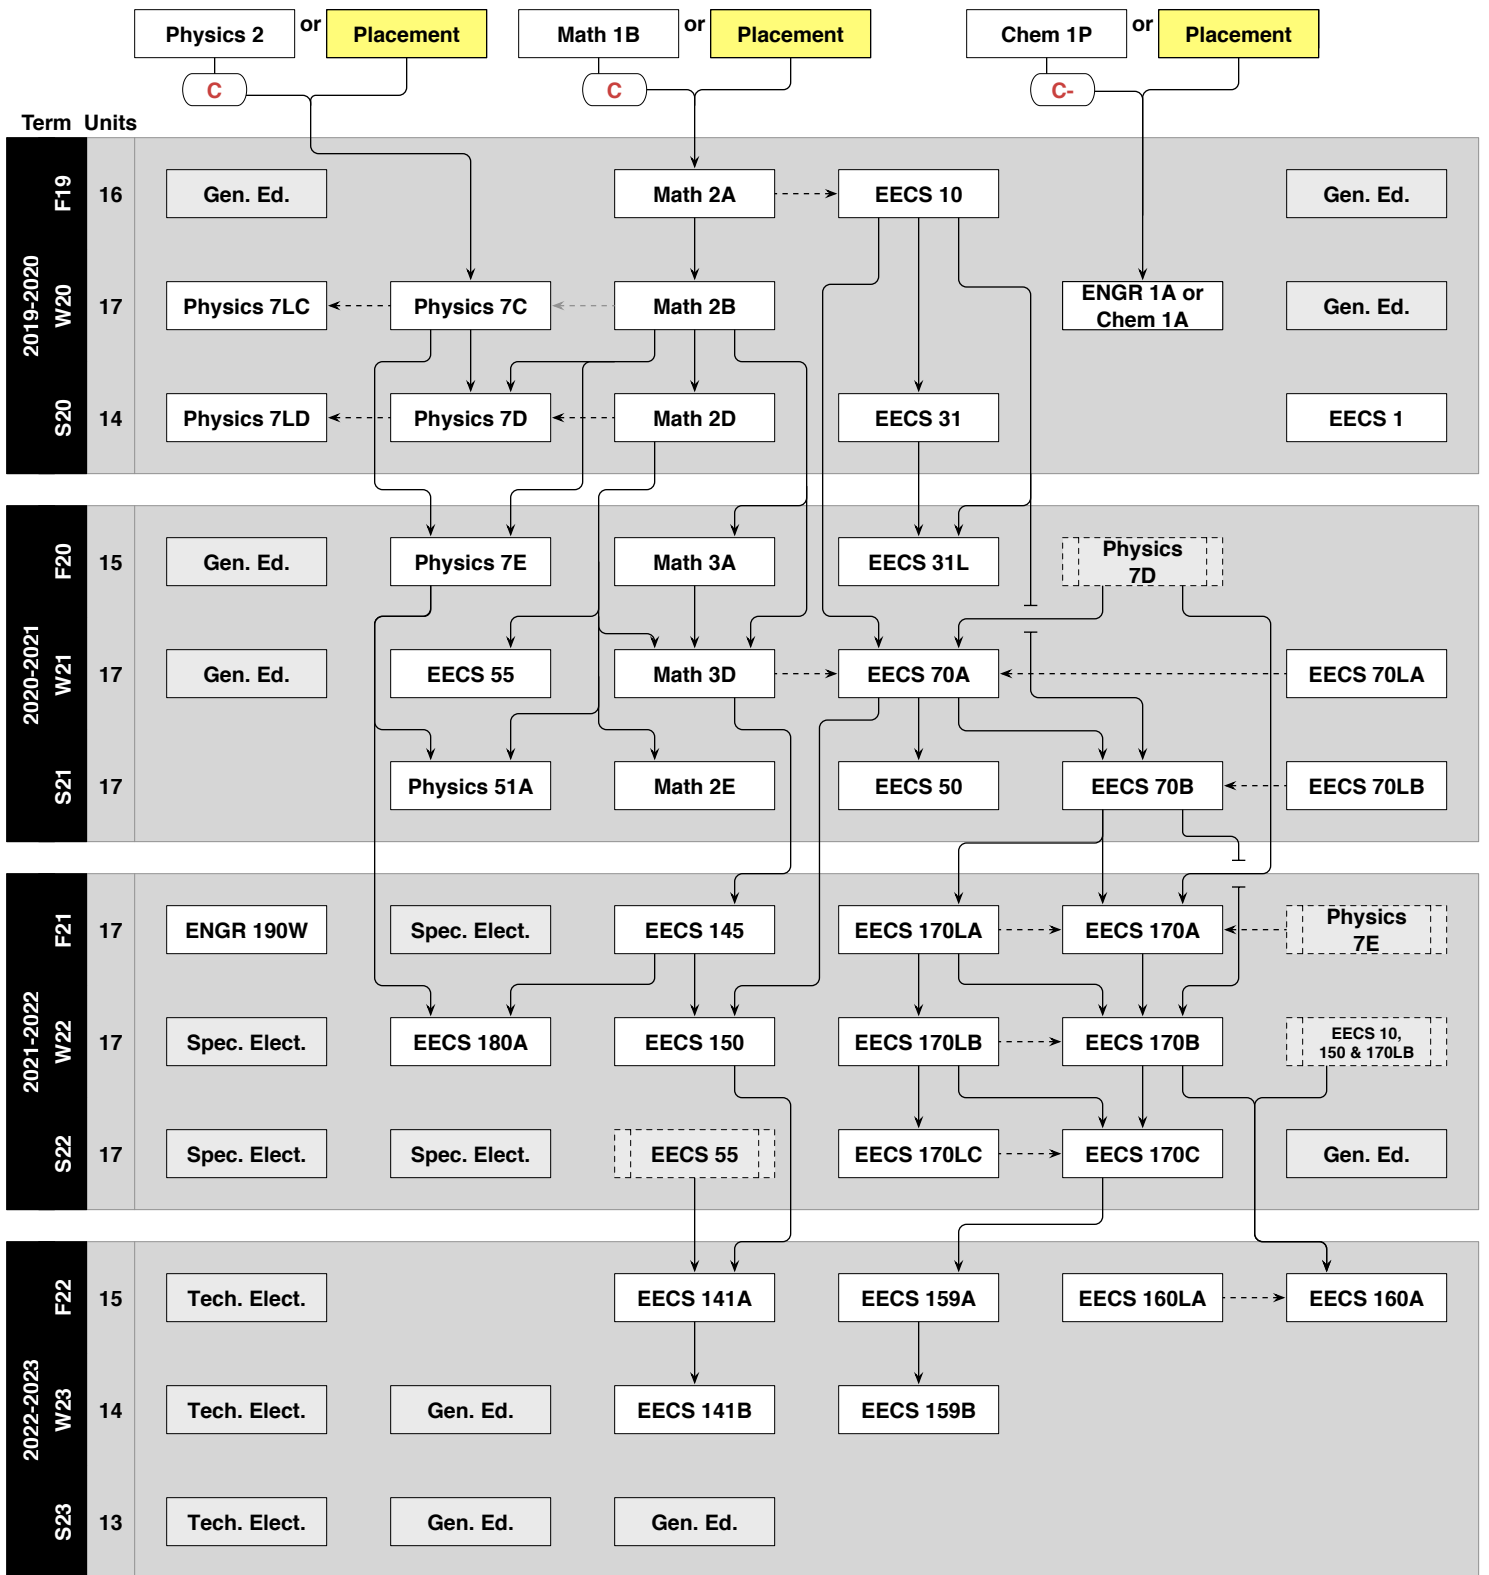 Physics 2 or Placement Math 1B or Placement Chem 1P or Placement
C C C-
Term Units
2019-2020
F19 16 Gen. Ed. Math 2A EECS 10 Gen. Ed.
W20 17 Physics 7LC Physics 7C Math 2B ENGR 1A or
Chem 1A Gen. Ed.
S20 14 Physics 7LD Physics 7D Math 2D EECS 31 EECS 1
2020-2021
F20 15 Gen. Ed. Physics 7E Math 3A EECS 31L Physics
7D
W21 17 Gen. Ed. EECS 55 Math 3D EECS 70A EECS 70LA
S21 17 Physics 51A Math 2E EECS 50 EECS 70B EECS 70LB
2021-2022
F21 17 ENGR 190W Spec. Elect. EECS 145 EECS 170LA EECS 170A Physics
7E
W22 17 Spec. Elect. EECS 180A EECS 150 EECS 170LB EECS 170B EECS 10,
150 & 170LB
S22 17 Spec. Elect. Spec. Elect. EECS 55 EECS 170LC EECS 170C Gen. Ed.
2022-2023
F22 15 Tech. Elect. EECS 141A EECS 159A EECS 160LA EECS 160A
W23 14 Tech. Elect. Gen. Ed. EECS 141B EECS 159B
S23 13 Tech. Elect. Gen. Ed. Gen. Ed.